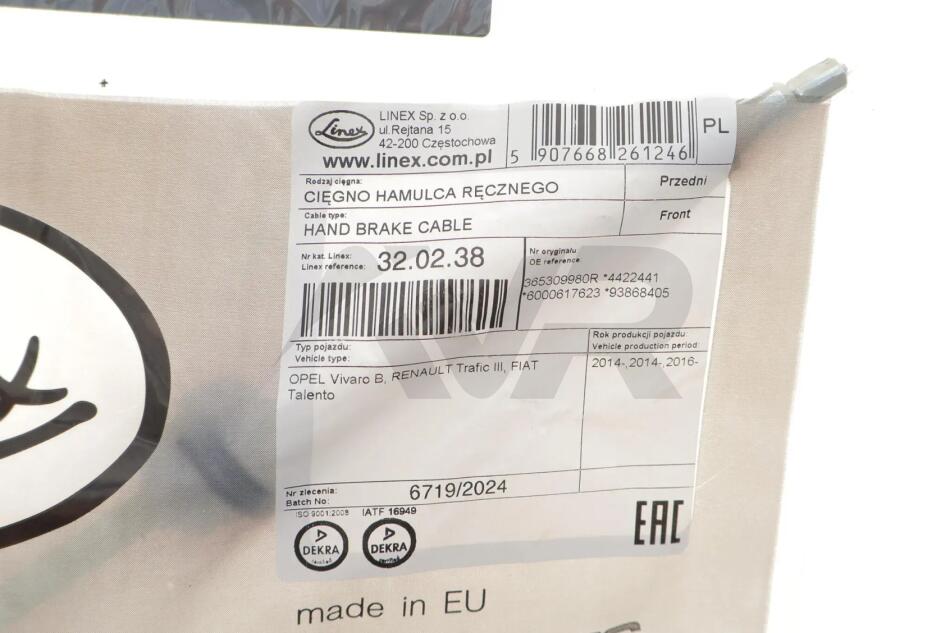 Linex
LINEX Sp. z o.o.
ul.Rejtana 15
42-200 Częstochowa
www.linex.com.pl
5 907668 261246
PL
Rodzaj cięgna:
CIĘGNO HAMULCA RĘCZNEGO
Przedni
Cable type:
HAND BRAKE CABLE
Front
Nr kat. Linex:
Linex reference:
32.02.38
Nr oryginału
OE reference
365309980R *4422441
*6000617623 *93868405
Typ pojazdu:
Vehicle type:
Rok produkcji pojazdu:
Vehicle production period:
OPEL Vivaro B, RENAULT Trafic III, FIAT
Talento
2014-,2014-,2016-
Nr zlecenia:
Batch No:
6719/2024
ISO 9001:2008
IATF 16949
DEKRA
DEKRA
EAC
made in EU